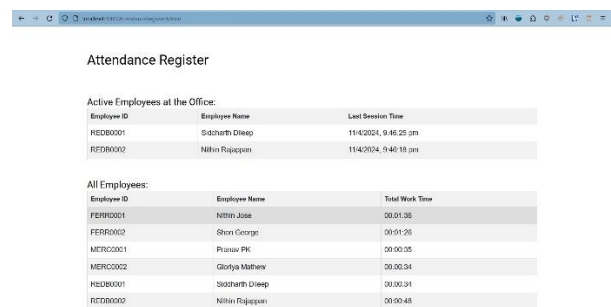 Attendance Register
Active Employees at the Office:
Employee ID Employee Name Last Session Time
REDB0001 Siddharth Dileep 11/4/2024, 9:46:25 pm
REDB0002 Nithin Rajappan 11/4/2024, 9:46:18 pm
All Employees:
Employee ID Employee Name Total Work Time
FERR0001 Nithin Jose 00:01:38
FERR0002 Shon George 00:01:26
MERC0001 Pranav PK 00:00:35
MERC0002 Gloriya Mathew 00:00:34
REDB0001 Siddharth Dileep 00:00:34
REDB0002 Nithin Rajappan 00:00:48